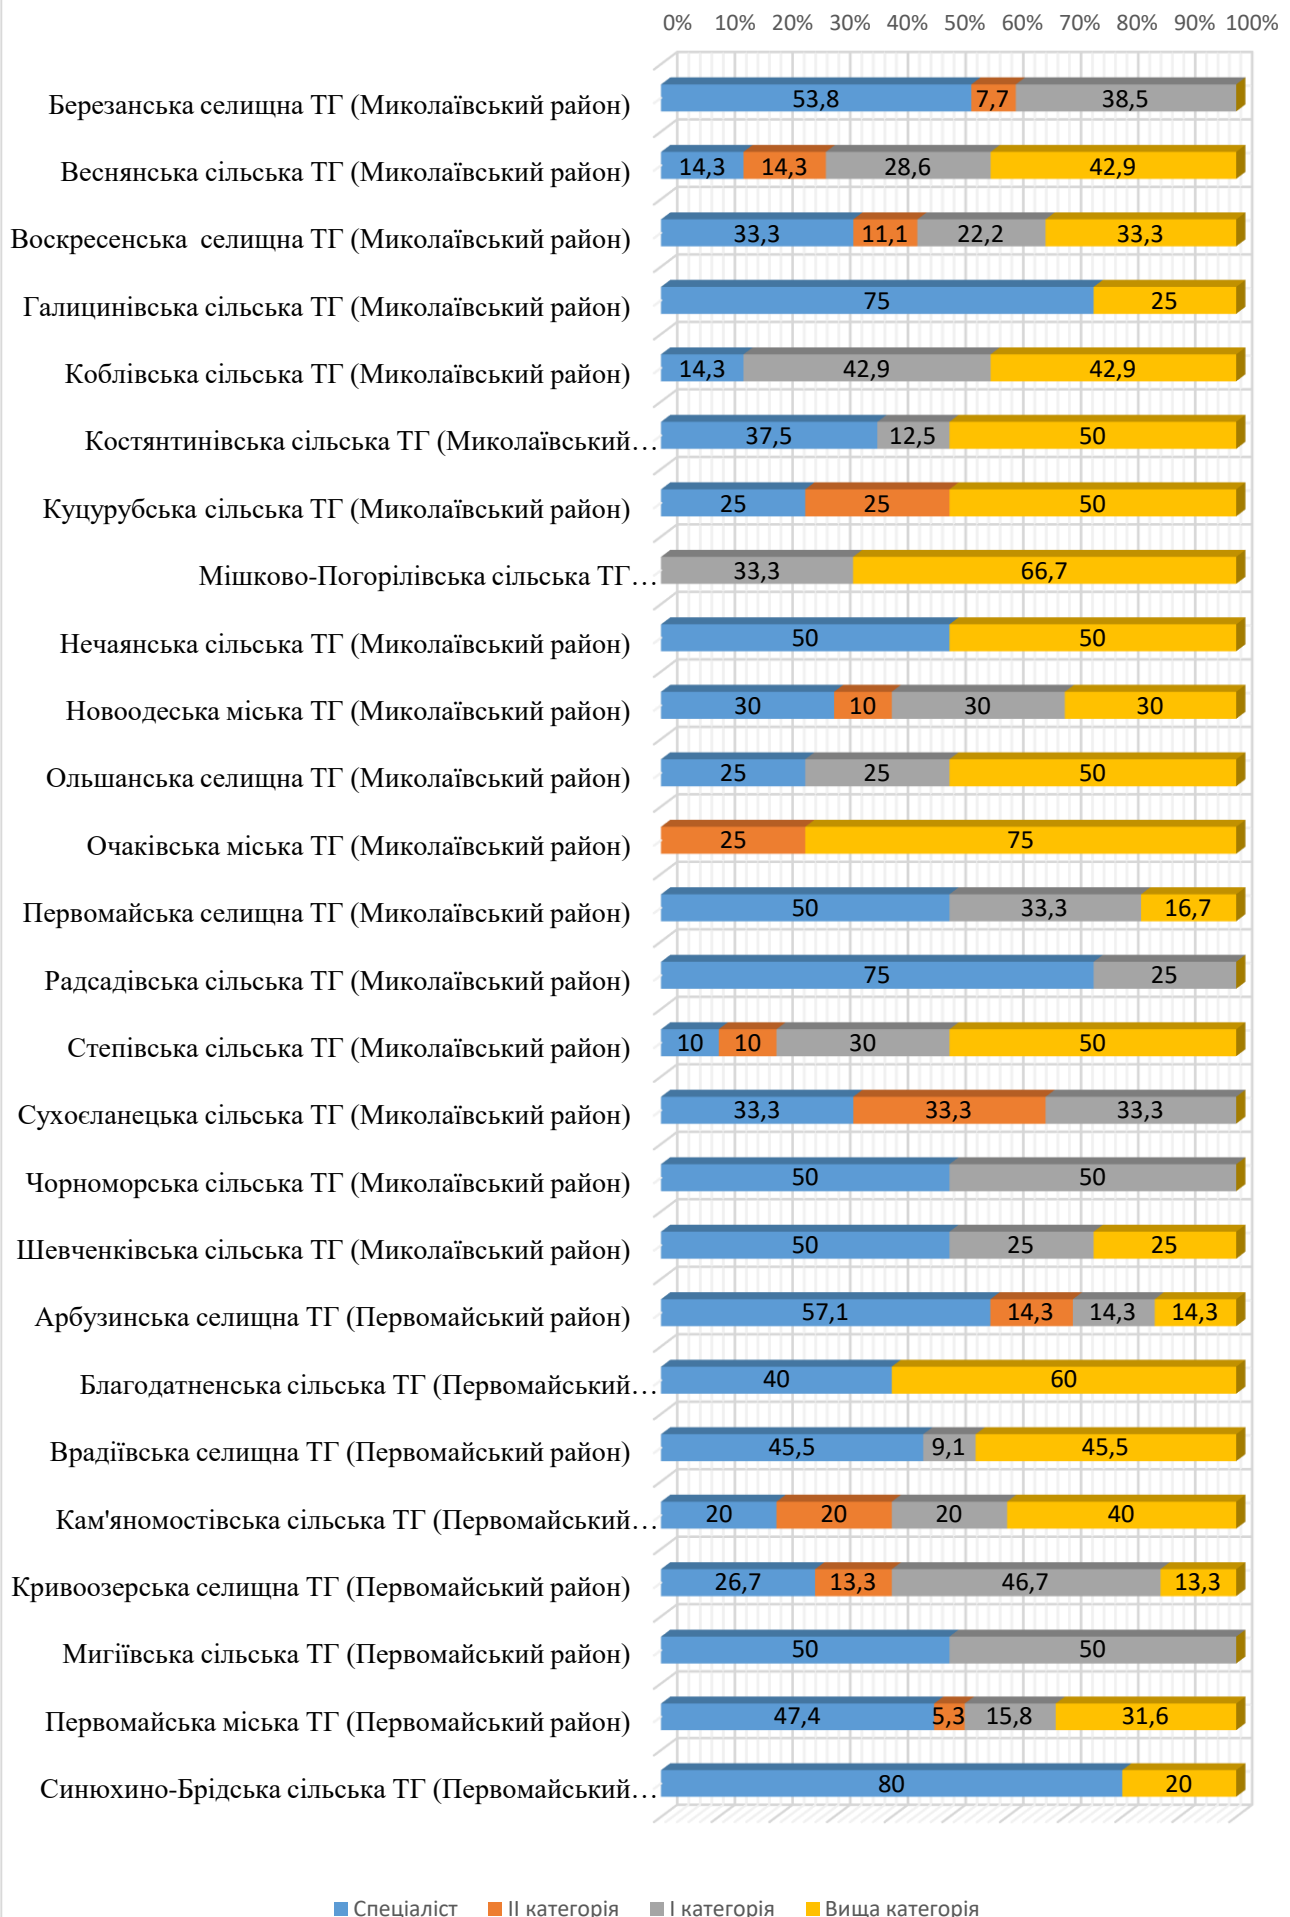 0% 10% 20% 30% 40% 50% 60% 70% 80% 90% 100%
Березанська селищна ТГ (Миколаївський район) 53,8 7,7 38,5
Веснянська сільська ТГ (Миколаївський район) 14,3 14,3 28,6 42,9
Воскресенська селищна ТГ (Миколаївський район) 33,3 11,1 22,2 33,3
Галицинівська сільська ТГ (Миколаївський район) 75 25
Коблівська сільська ТГ (Миколаївський район) 14,3 42,9 42,9
Костянтинівська сільська ТГ (Миколаївський… 37,5 12,5 50
Куцурубська сільська ТГ (Миколаївський район) 25 25 50
Мішково-Погорілівська сільська ТГ… 33,3 66,7
Нечаянська сільська ТГ (Миколаївський район) 50 50
Новоодеська міська ТГ (Миколаївський район) 30 10 30 30
Ольшанська селищна ТГ (Миколаївський район) 25 25 50
Очаківська міська ТГ (Миколаївський район) 25 75
Первомайська селищна ТГ (Миколаївський район) 50 33,3 16,7
Радсадівська сільська ТГ (Миколаївський район) 75 25
Степівська сільська ТГ (Миколаївський район) 10 10 30 50
Сухоєланецька сільська ТГ (Миколаївський район) 33,3 33,3 33,3
Чорноморська сільська ТГ (Миколаївський район) 50 50
Шевченківська сільська ТГ (Миколаївський район) 50 25 25
Арбузинська селищна ТГ (Первомайський район) 57,1 14,3 14,3 14,3
Благодатненська сільська ТГ (Первомайський… 40 60
Врадіївська селищна ТГ (Первомайський район) 45,5 9,1 45,5
Кам'яномостівська сільська ТГ (Первомайський… 20 20 20 40
Кривоозерська селищна ТГ (Первомайський район) 26,7 13,3 46,7 13,3
Мигіївська сільська ТГ (Первомайський район) 50 50
Первомайська міська ТГ (Первомайський район) 47,4 5,3 15,8 31,6
Синюхино-Брідська сільська ТГ (Первомайський… 80 20
Спеціаліст ІІ категорія І категорія Вища категорія